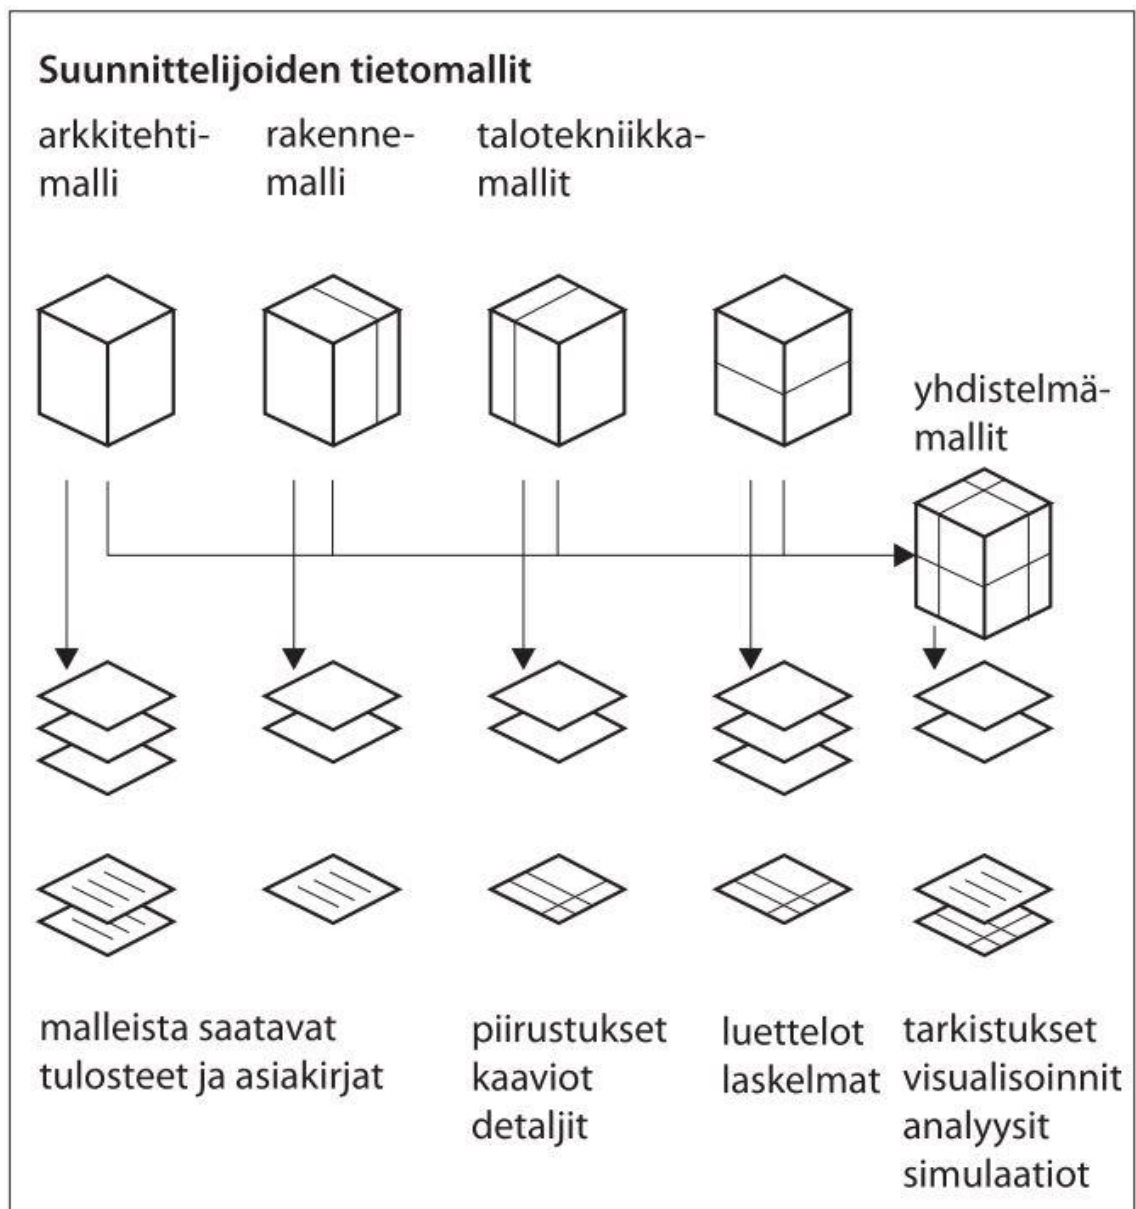 Suunnittelijoiden tietomallit
arkkitehti-
malli
rakenne-
malli
talotekniikka-
mallit
yhdistelmä-
mallit
malleista saatavat
tulosteet ja asiakirjat
piirustukset
kaaviot
detaljit
luettelot
laskelmat
tarkistukset
visualisoinnit
analyysit
simulaatiot